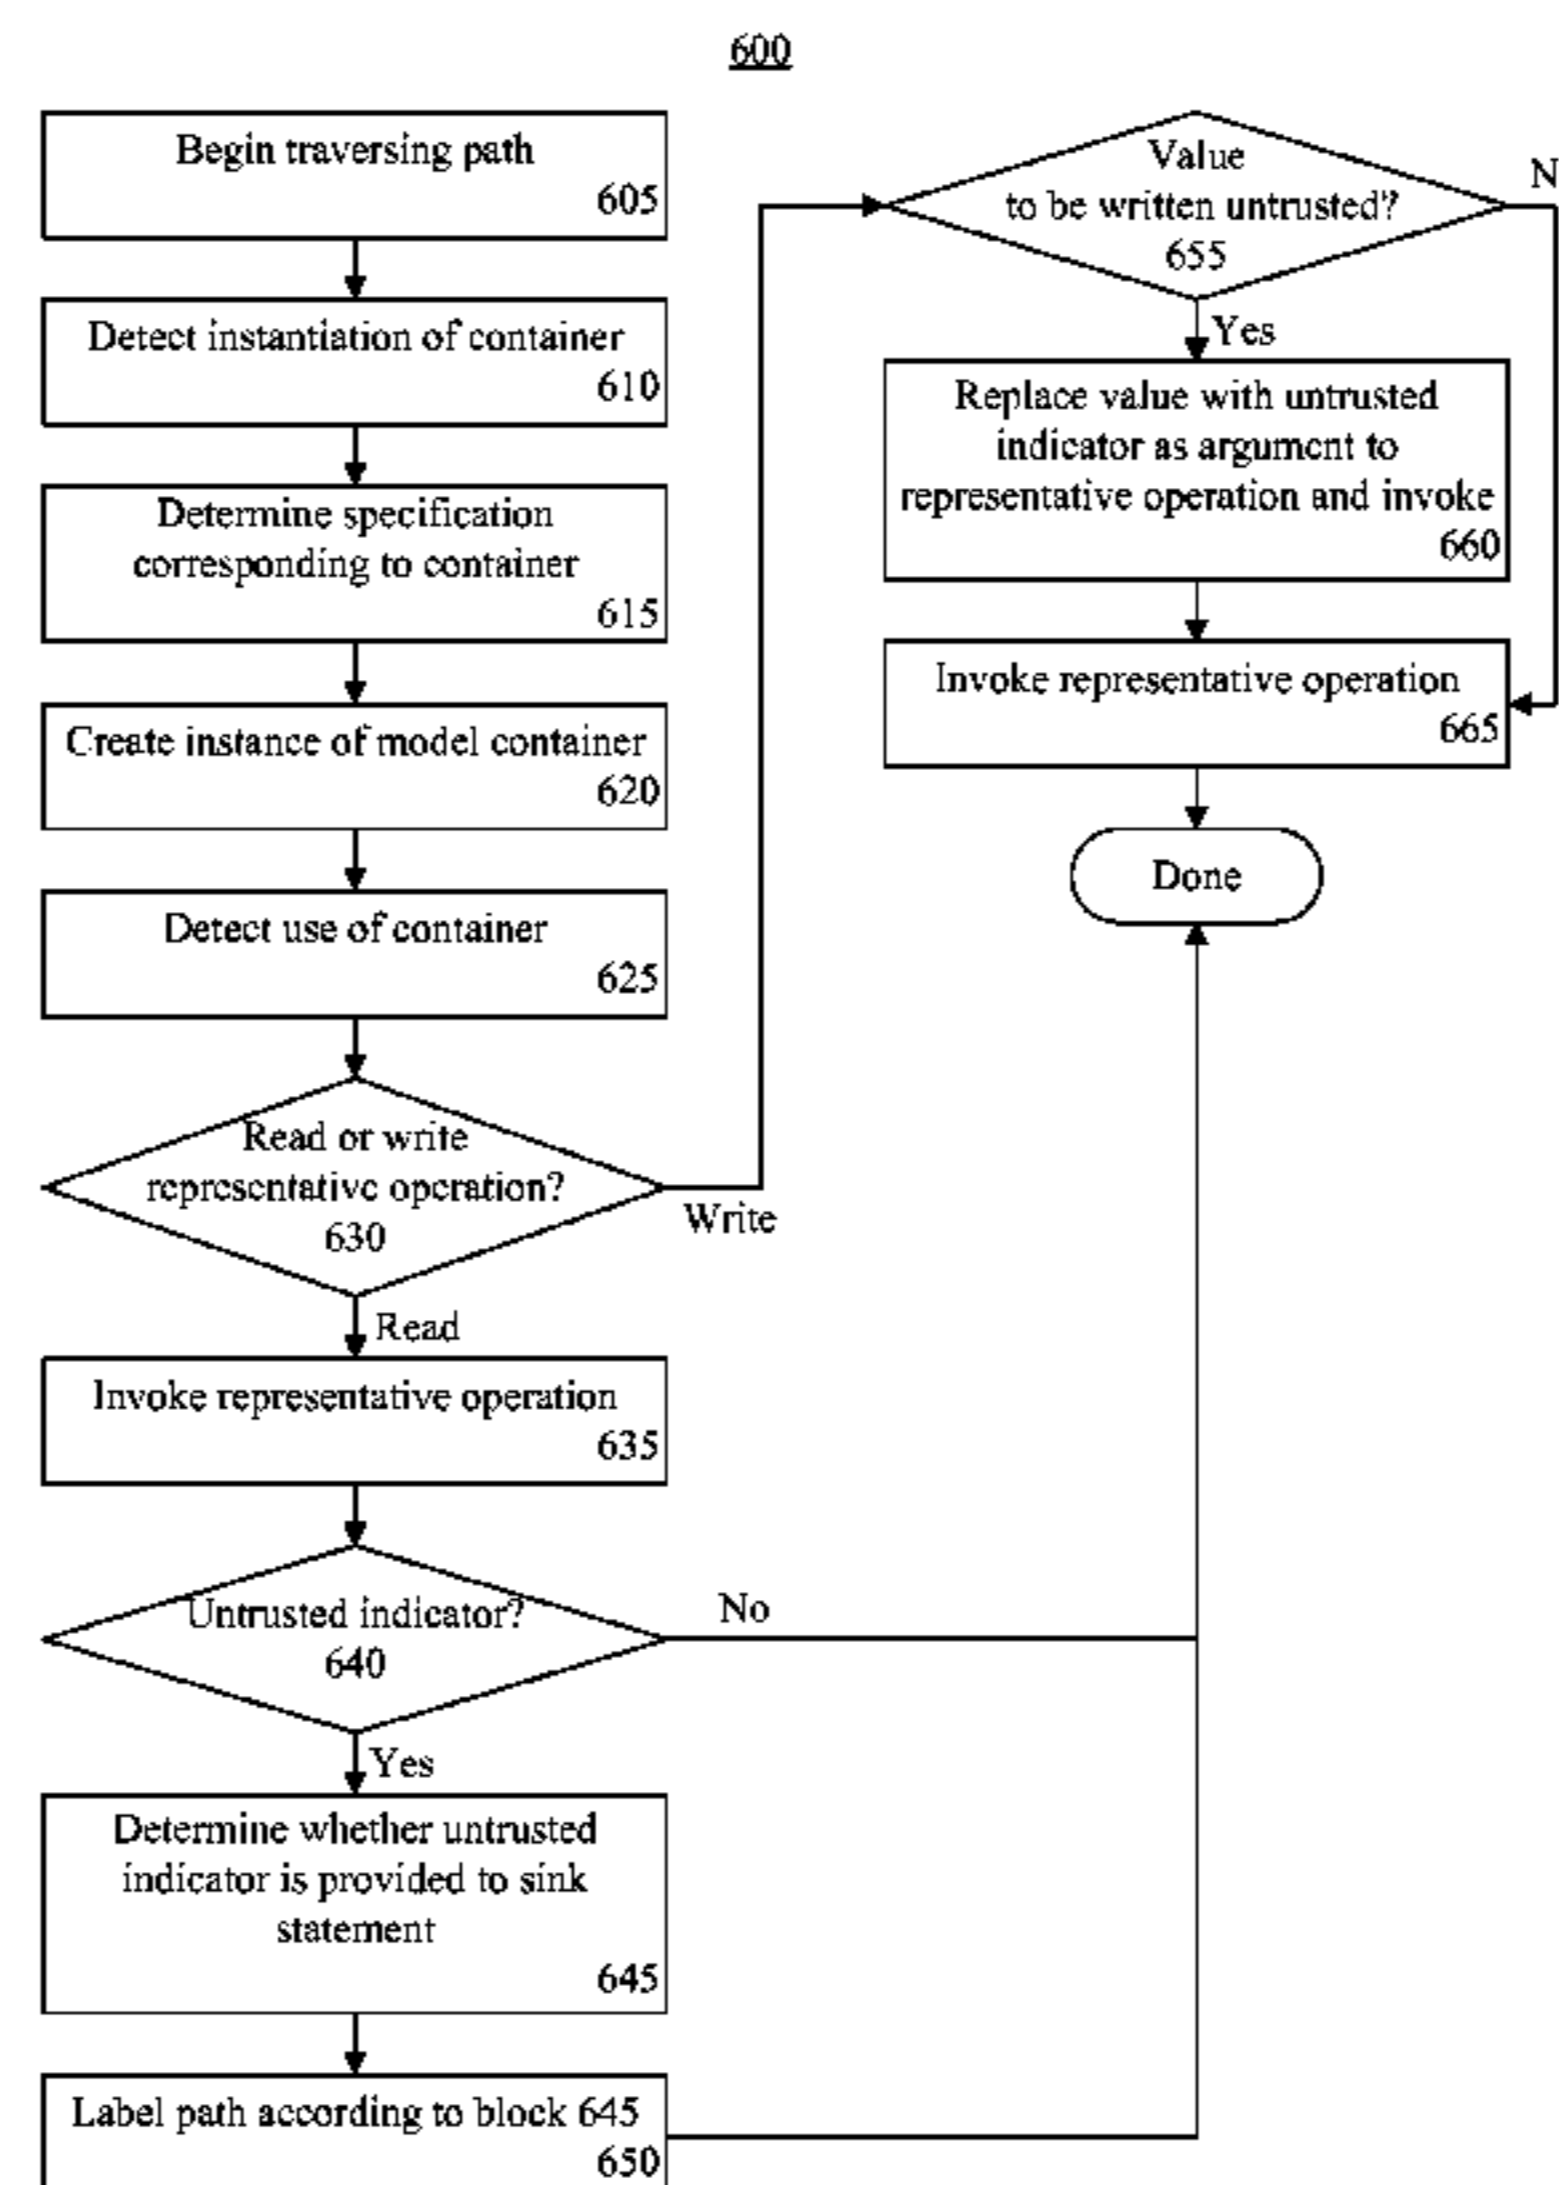 600
Begin traversing path
605
Detect instantiation of container
610
Determine specification
corresponding to container
615
Create instance of model container
620
Detect use of container
625
Read or write
representative operation?
630
Write
Read
Invoke representative operation
635
Untrusted indicator?
640
No
Yes
Determine whether untrusted
indicator is provided to sink
statement
645
Label path according to block 645
650
Value
to be written untrusted?
655
N
Yes
Replace value with untrusted
indicator as argument to
representative operation and invoke
660
Invoke representative operation
665
Done